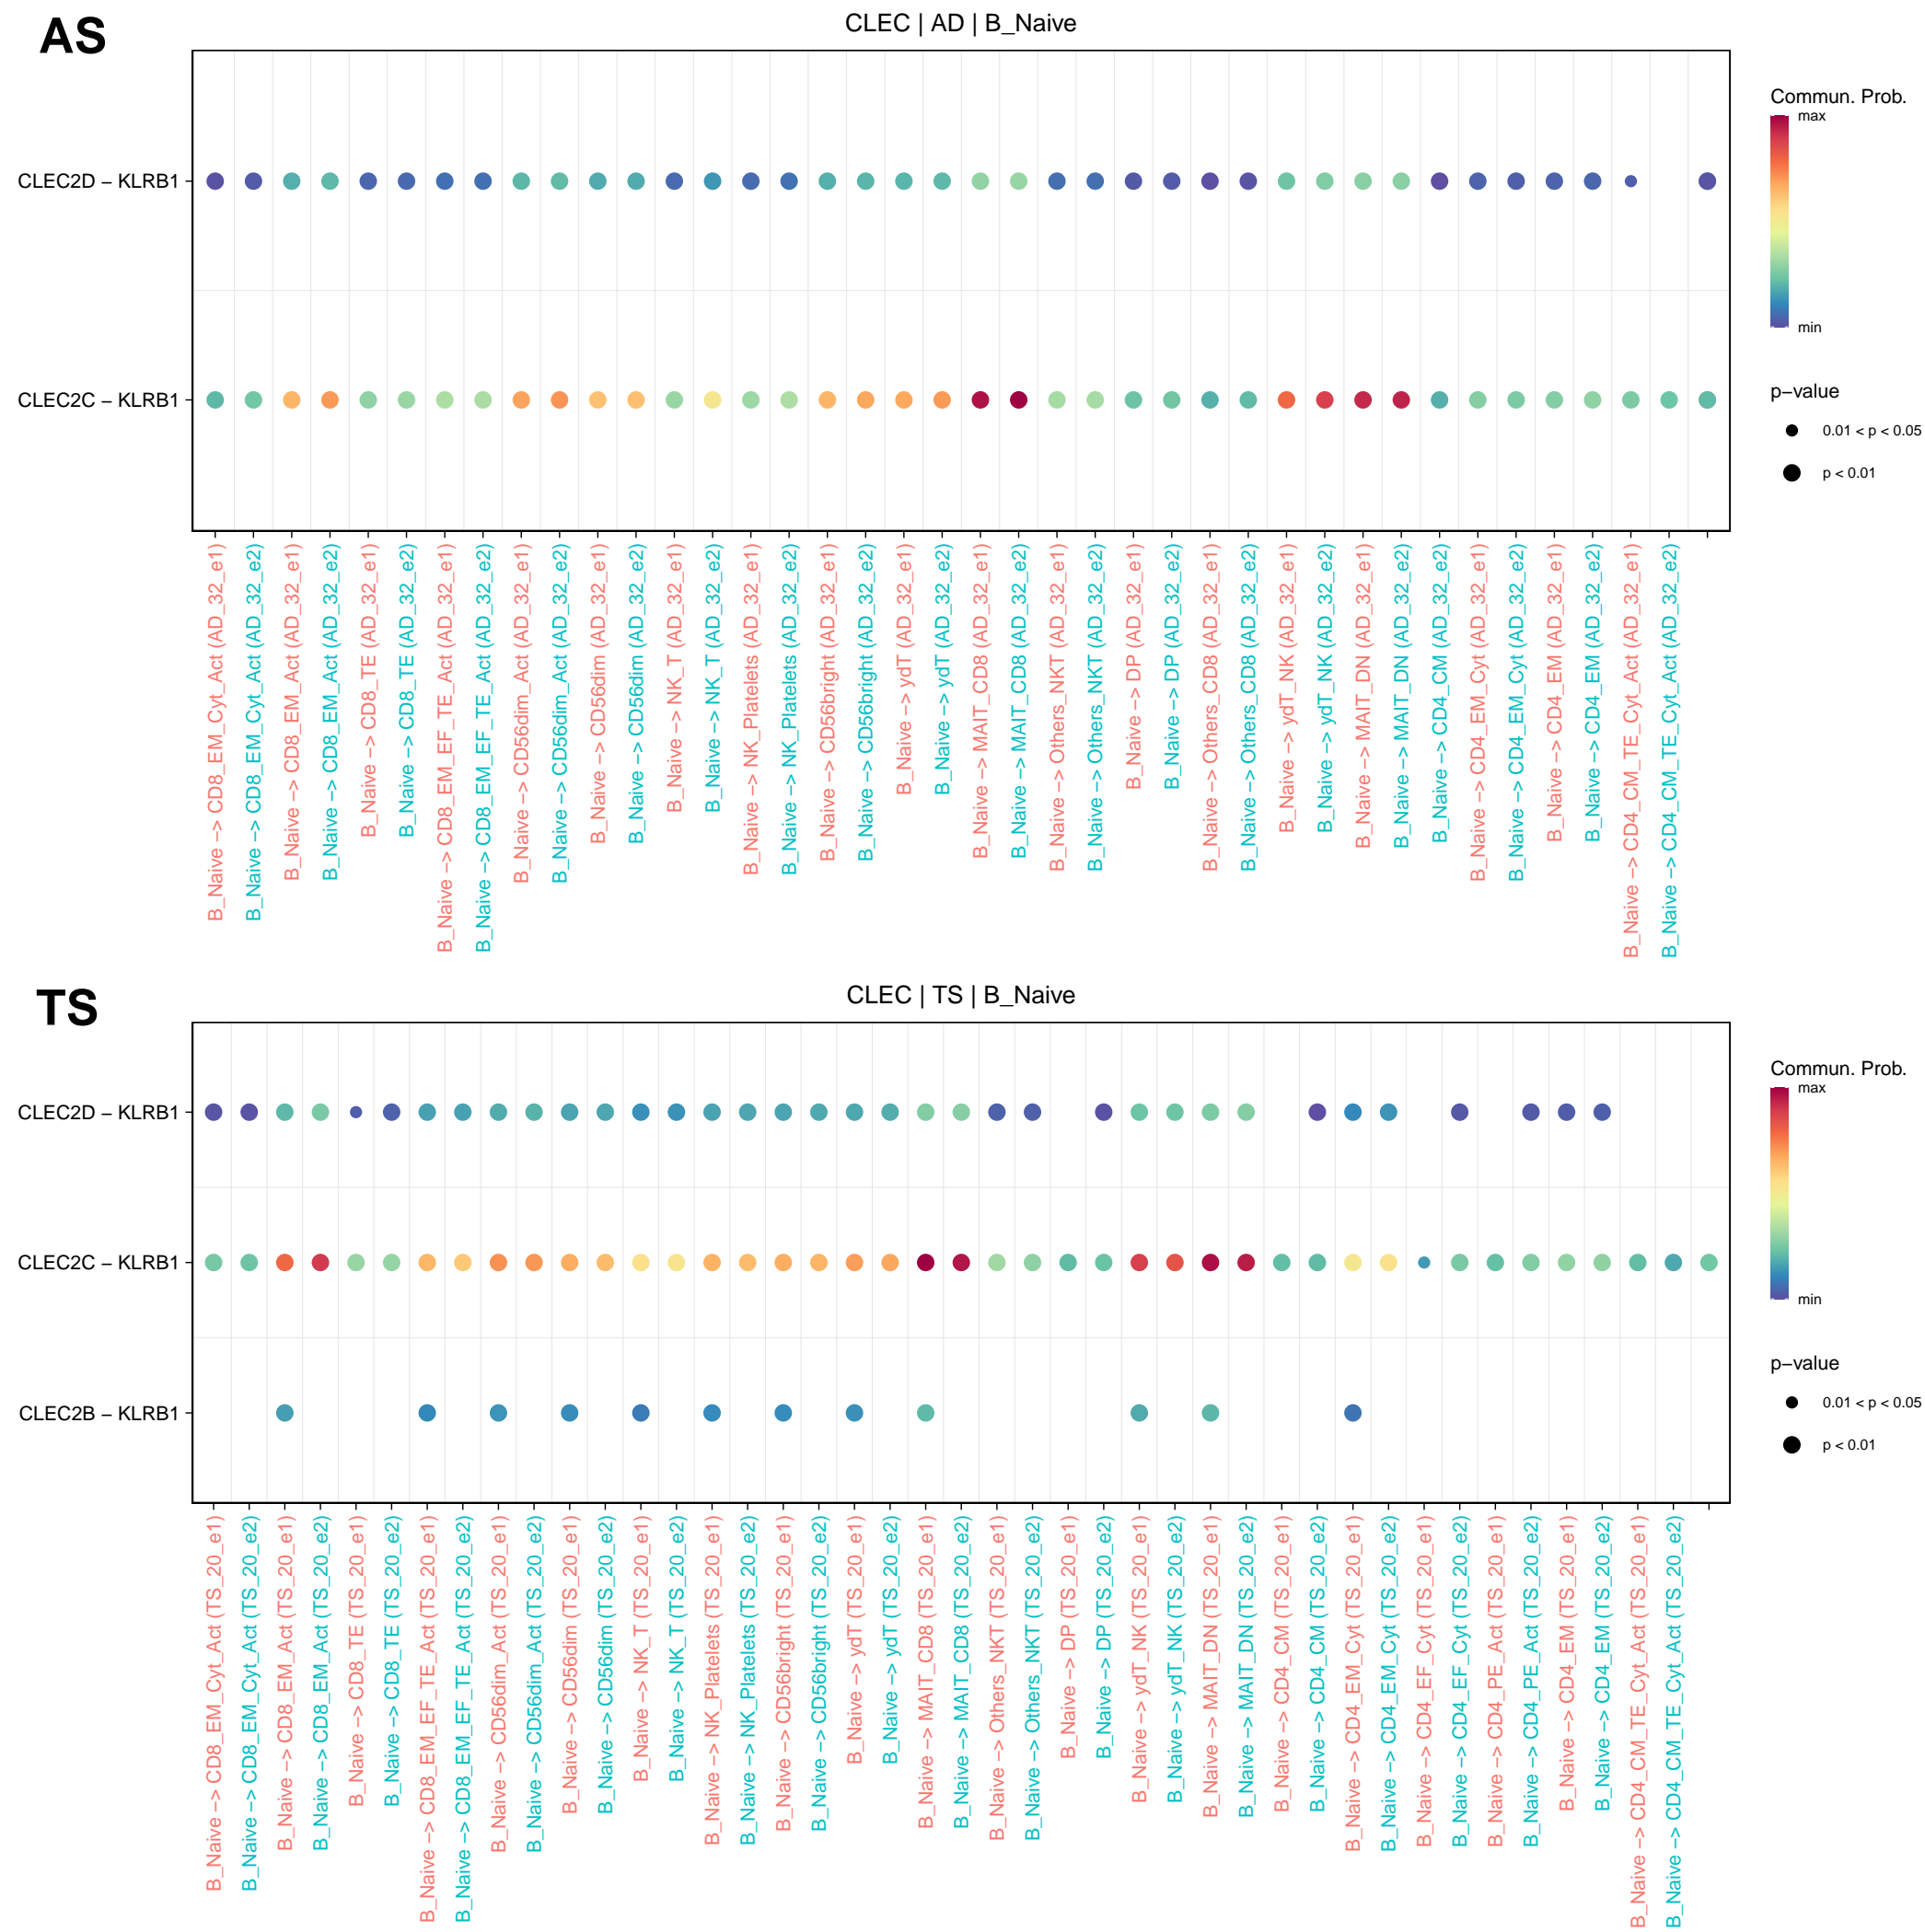 AS
CLEC | AD | B_Naive
CLEC2D – KLRB1
CLEC2C – KLRB1
Commun. Prob.
max
min
p–value
0.01 < p < 0.05
p < 0.01
B_Naive –> CD8_EM_Cyt_Act (AD_32_e1)
B_Naive –> CD8_EM_Cyt_Act (AD_32_e2)
B_Naive –> CD8_EM_Act (AD_32_e1)
B_Naive –> CD8_EM_Act (AD_32_e2)
B_Naive –> CD8_TE (AD_32_e1)
B_Naive –> CD8_TE (AD_32_e2)
B_Naive –> CD8_EM_EF_TE_Act (AD_32_e1)
B_Naive –> CD8_EM_EF_TE_Act (AD_32_e2)
B_Naive –> CD56dim_Act (AD_32_e1)
B_Naive –> CD56dim_Act (AD_32_e2)
B_Naive –> CD56dim (AD_32_e1)
B_Naive –> CD56dim (AD_32_e2)
B_Naive –> NK_T (AD_32_e1)
B_Naive –> NK_T (AD_32_e2)
B_Naive –> NK_Platelets (AD_32_e1)
B_Naive –> NK_Platelets (AD_32_e2)
B_Naive –> CD56bright (AD_32_e1)
B_Naive –> CD56bright (AD_32_e2)
B_Naive –> ydT (AD_32_e1)
B_Naive –> ydT (AD_32_e2)
B_Naive –> MAIT_CD8 (AD_32_e1)
B_Naive –> MAIT_CD8 (AD_32_e2)
B_Naive –> Others_NKT (AD_32_e1)
B_Naive –> Others_NKT (AD_32_e2)
B_Naive –> DP (AD_32_e1)
B_Naive –> DP (AD_32_e2)
B_Naive –> Others_CD8 (AD_32_e1)
B_Naive –> Others_CD8 (AD_32_e2)
B_Naive –> ydT_NK (AD_32_e1)
B_Naive –> ydT_NK (AD_32_e2)
B_Naive –> MAIT_DN (AD_32_e1)
B_Naive –> MAIT_DN (AD_32_e2)
B_Naive –> CD4_CM (AD_32_e2)
B_Naive –> CD4_EM_Cyt (AD_32_e1)
B_Naive –> CD4_EM_Cyt (AD_32_e2)
B_Naive –> CD4_EM (AD_32_e1)
B_Naive –> CD4_EM (AD_32_e2)
B_Naive –> CD4_CM_TE_Cyt_Act (AD_32_e1)
B_Naive –> CD4_CM_TE_Cyt_Act (AD_32_e2)
TS
CLEC | TS | B_Naive
CLEC2D – KLRB1
CLEC2C – KLRB1
CLEC2B – KLRB1
Commun. Prob.
max
min
p–value
0.01 < p < 0.05
p < 0.01
B_Naive –> CD8_EM_Cyt_Act (TS_20_e1)
B_Naive –> CD8_EM_Cyt_Act (TS_20_e2)
B_Naive –> CD8_EM_Act (TS_20_e1)
B_Naive –> CD8_EM_Act (TS_20_e2)
B_Naive –> CD8_TE (TS_20_e1)
B_Naive –> CD8_TE (TS_20_e2)
B_Naive –> CD8_EM_EF_TE_Act (TS_20_e1)
B_Naive –> CD8_EM_EF_TE_Act (TS_20_e2)
B_Naive –> CD56dim_Act (TS_20_e1)
B_Naive –> CD56dim_Act (TS_20_e2)
B_Naive –> CD56dim (TS_20_e1)
B_Naive –> CD56dim (TS_20_e2)
B_Naive –> NK_T (TS_20_e1)
B_Naive –> NK_T (TS_20_e2)
B_Naive –> NK_Platelets (TS_20_e1)
B_Naive –> NK_Platelets (TS_20_e2)
B_Naive –> CD56bright (TS_20_e1)
B_Naive –> CD56bright (TS_20_e2)
B_Naive –> ydT (TS_20_e1)
B_Naive –> ydT (TS_20_e2)
B_Naive –> MAIT_CD8 (TS_20_e1)
B_Naive –> MAIT_CD8 (TS_20_e2)
B_Naive –> Others_NKT (TS_20_e1)
B_Naive –> Others_NKT (TS_20_e2)
B_Naive –> DP (TS_20_e1)
B_Naive –> DP (TS_20_e2)
B_Naive –> ydT_NK (TS_20_e1)
B_Naive –> ydT_NK (TS_20_e2)
B_Naive –> MAIT_DN (TS_20_e1)
B_Naive –> MAIT_DN (TS_20_e2)
B_Naive –> CD4_CM (TS_20_e1)
B_Naive –> CD4_CM (TS_20_e2)
B_Naive –> CD4_EM_Cyt (TS_20_e1)
B_Naive –> CD4_EM_Cyt (TS_20_e2)
B_Naive –> CD4_EF_Cyt (TS_20_e1)
B_Naive –> CD4_EF_Cyt (TS_20_e2)
B_Naive –> CD4_PE_Act (TS_20_e1)
B_Naive –> CD4_PE_Act (TS_20_e2)
B_Naive –> CD4_EM (TS_20_e1)
B_Naive –> CD4_EM (TS_20_e2)
B_Naive –> CD4_CM_TE_Cyt_Act (TS_20_e1)
B_Naive –> CD4_CM_TE_Cyt_Act (TS_20_e2)